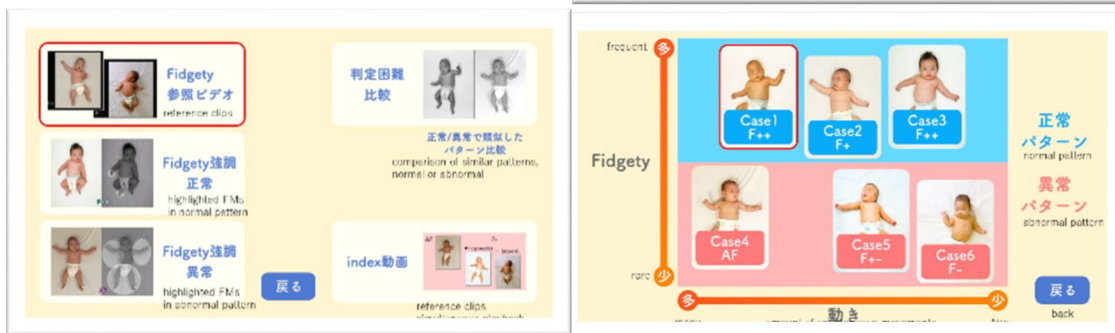 Fidgety
参照ビデオ
reference clips
Fidgety強調
正常
highlighted FMs
in normal pattern
Fidgety強調
異常
highlighted FMs
in abnormal pattern
戻る
判定困難
比較
正常/異常で類似した
パターン比較
comparison of similar patterns,
normal or abnormal
index動画
reference clips
frequent
多
Fidgety
rare
少
Case1
F++
Case2
F+
Case3
F++
Case4
AF
Case5
F+-
Case6
F-
正常
パターン
normal pattern
異常
パターン
abnormal pattern
多
動き
少
戻る
back